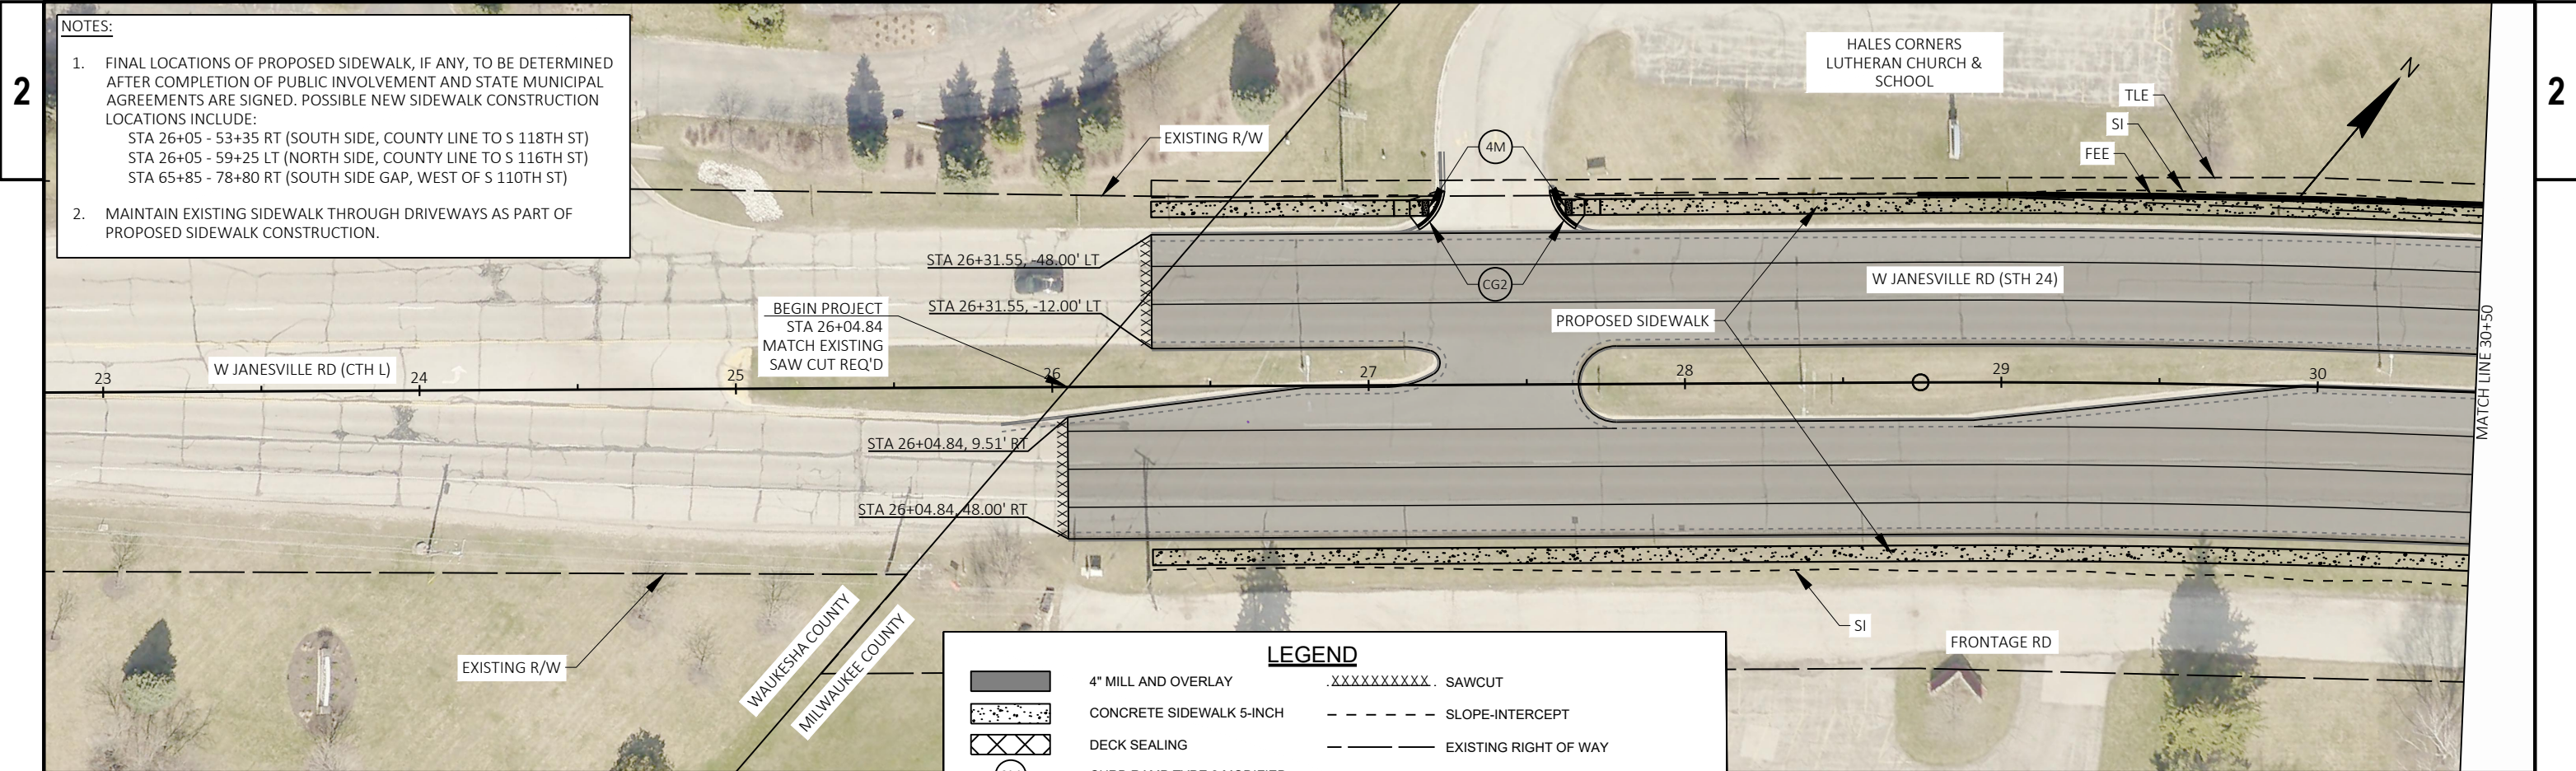 NOTES:
1. FINAL LOCATIONS OF PROPOSED SIDEWALK, IF ANY, TO BE DETERMINED
AFTER COMPLETION OF PUBLIC INVOLVEMENT AND STATE MUNICIPAL
AGREEMENTS ARE SIGNED. POSSIBLE NEW SIDEWALK CONSTRUCTION
LOCATIONS INCLUDE:
STA 26+05 - 53+35 RT (SOUTH SIDE, COUNTY LINE TO S 118TH ST)
STA 26+05 - 59+25 LT (NORTH SIDE, COUNTY LINE TO S 116TH ST)
STA 65+85 - 78+80 RT (SOUTH SIDE GAP, WEST OF S 110TH ST)
2. MAINTAIN EXISTING SIDEWALK THROUGH DRIVEWAYS AS PART OF
PROPOSED SIDEWALK CONSTRUCTION.
2
2
HALES CORNERS
LUTHERAN CHURCH &
SCHOOL
N
TLE
SI
FEE
EXISTING R/W
4M
CG2
STA 26+31.55, -48.00' LT
STA 26+31.55, -12.00' LT
W JANESVILLE RD (STH 24)
PROPOSED SIDEWALK
BEGIN PROJECT
STA 26+04.84
MATCH EXISTING
SAW CUT REQ'D
W JANESVILLE RD (CTH L)
23
24
25
26
27
28
29
30
MATCH LINE 30+50
STA 26+04.84, 9.51' RT
STA 26+04.84, 48.00' RT
WAUKESHA COUNTY
MILWAUKEE COUNTY
EXISTING R/W
SI
FRONTAGE RD
LEGEND
4" MILL AND OVERLAY
XXXXXXXXXX SAWCUT
CONCRETE SIDEWALK 5-INCH
SLOPE-INTERCEPT
DECK SEALING
EXISTING RIGHT OF WAY